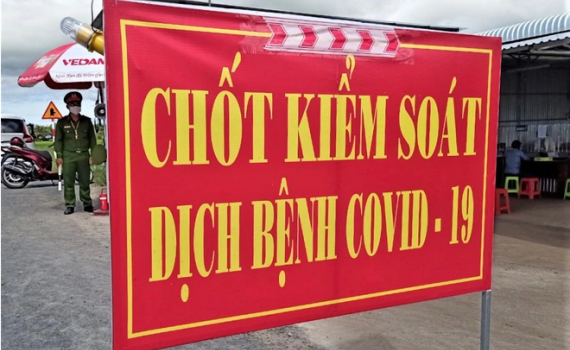 VEDAN
CHỐT KIỂM SOÁT
DỊCH BỆNH COVID - 19